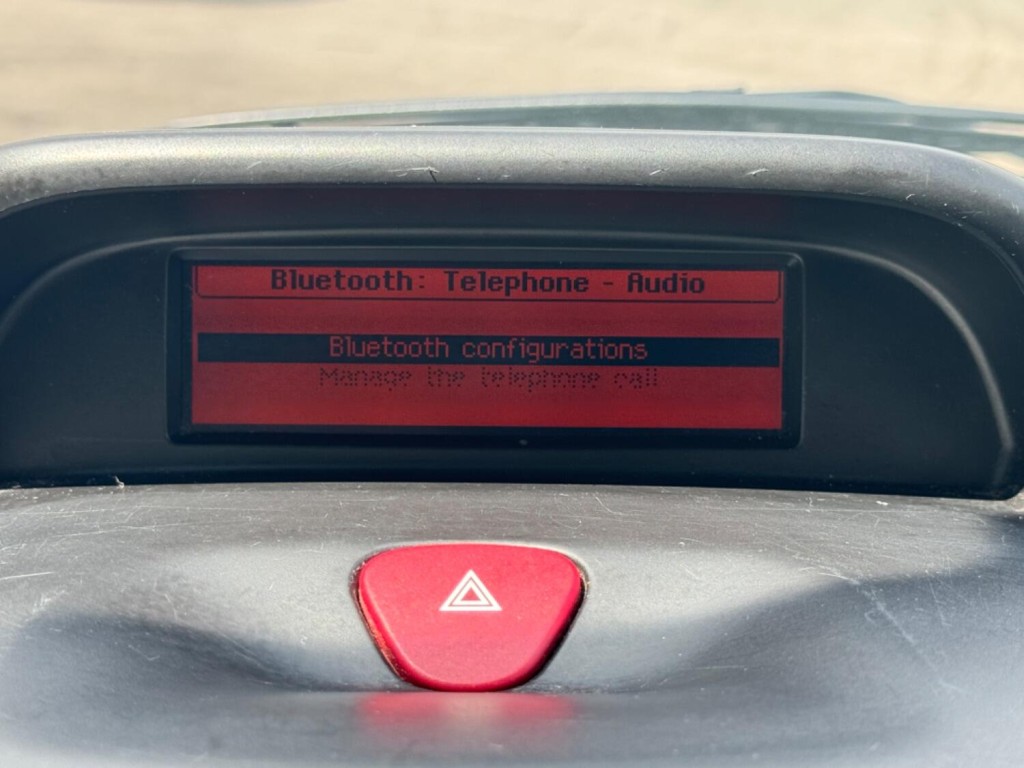 Bluetooth: Telephone - Audio
Bluetooth configurations
Manage the telephone call